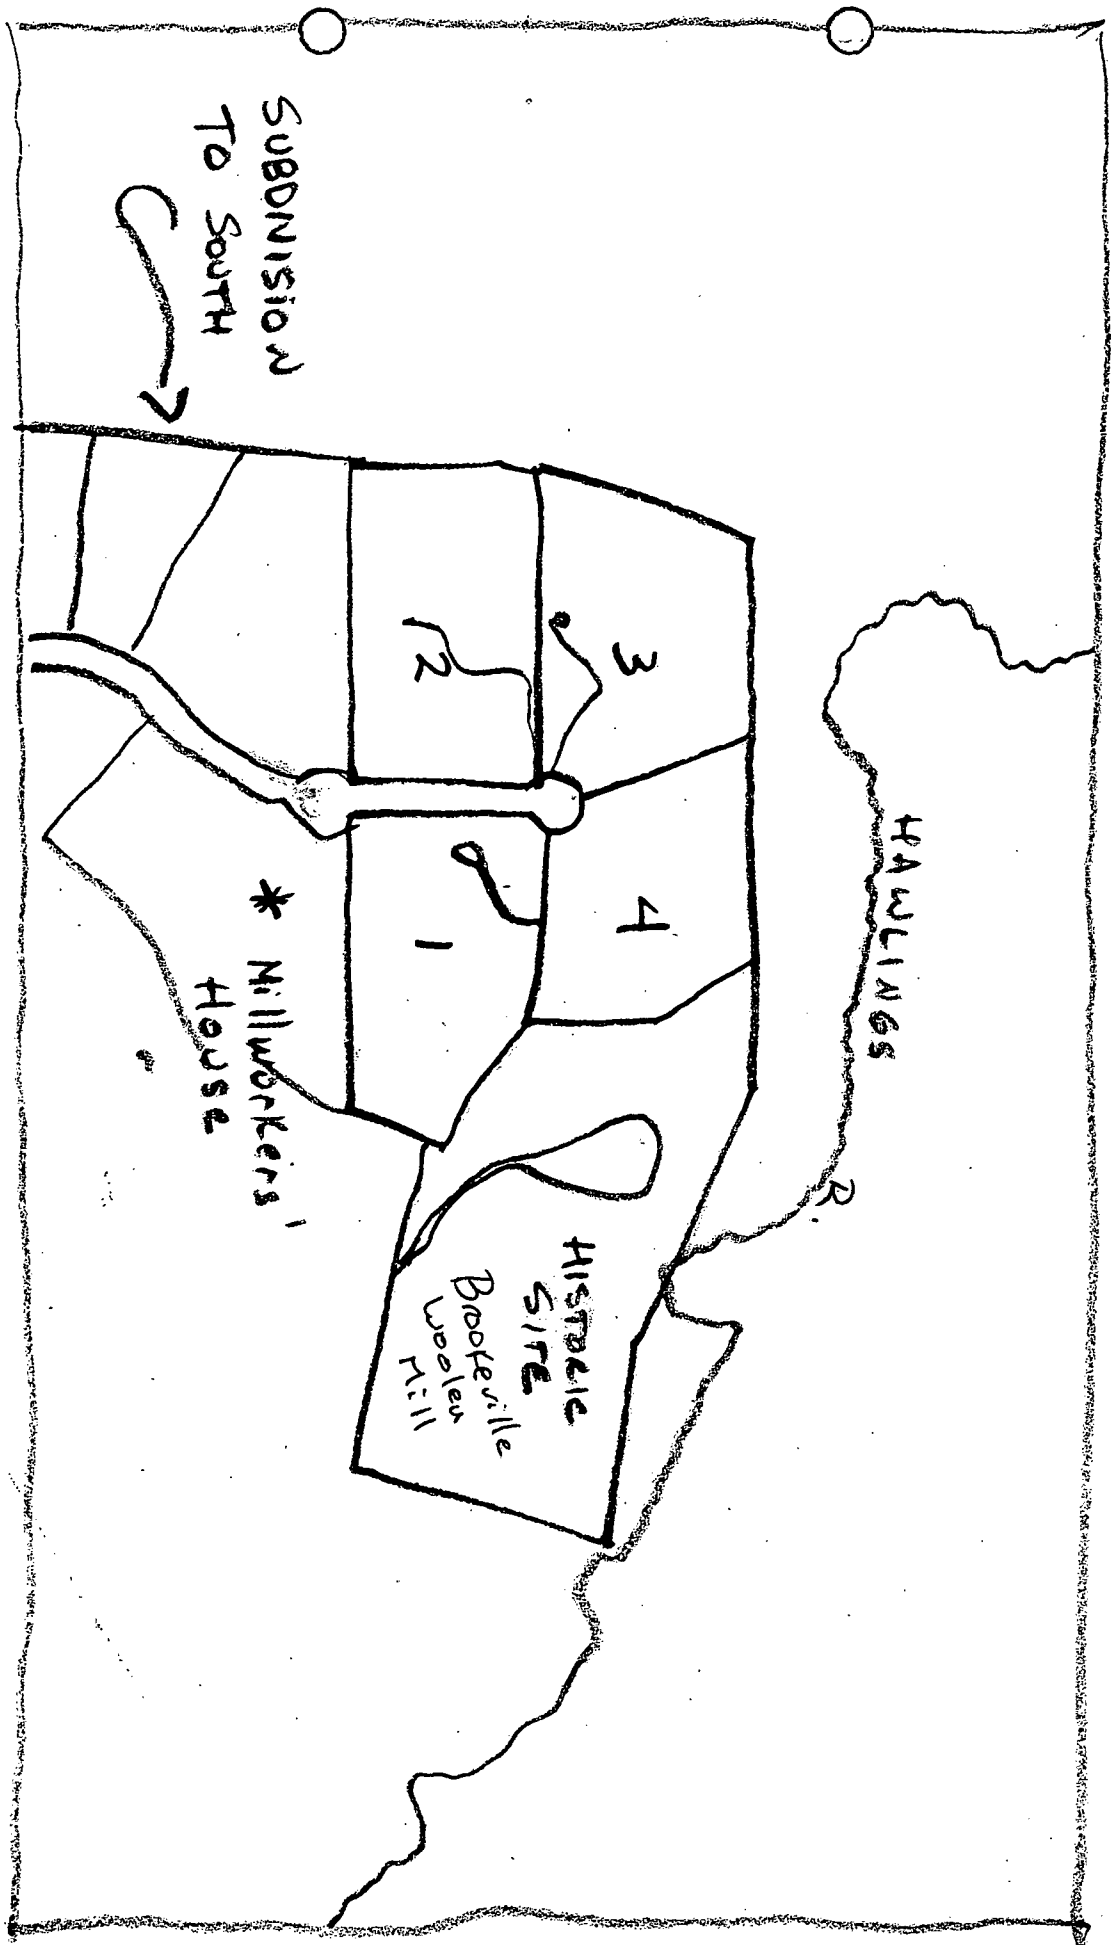 SUBDIVISION
TO SOUTH
HAWLINGS R.
3
2
4
1
* Millworkers'
House
HISTORIC
SITE
Brookeville
Woolen
Mill